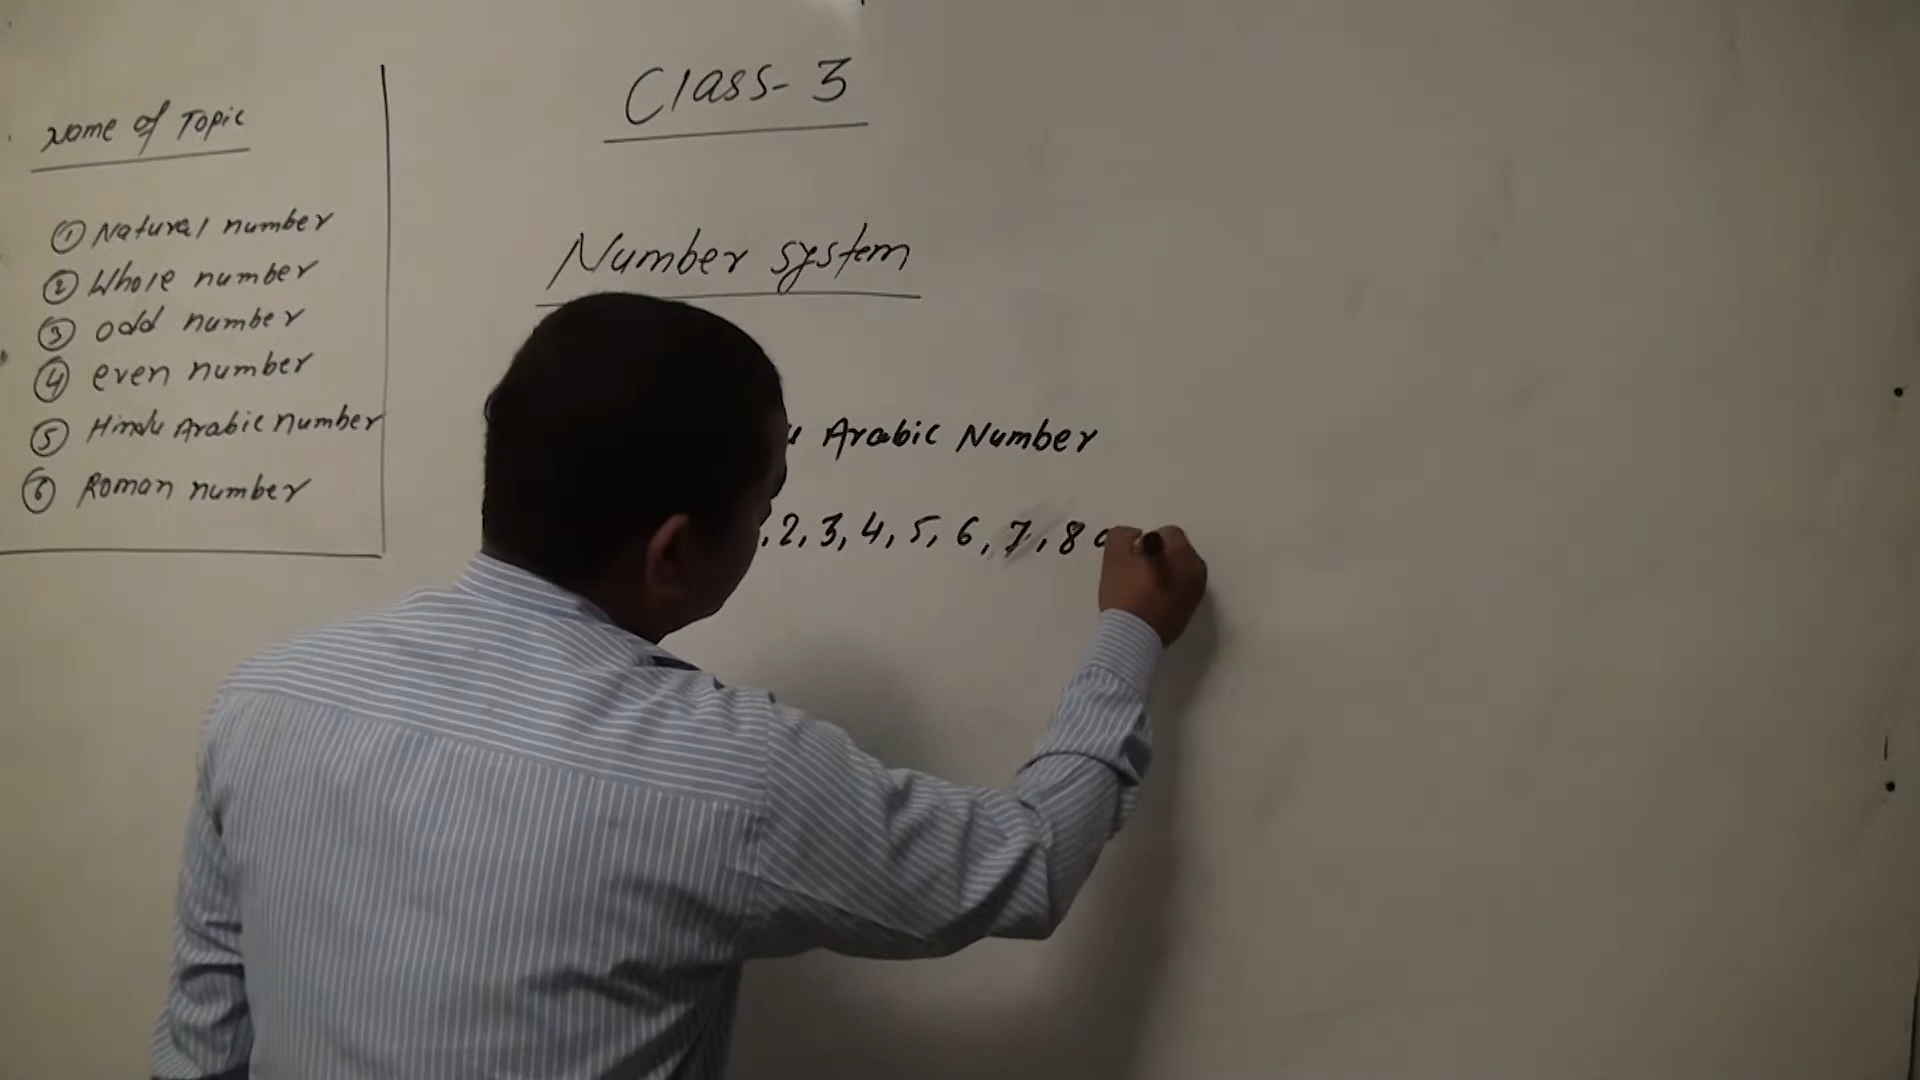 Name of Topic
① Natural number
② Whole number
③ odd number
④ even number
⑤ Hindu Arabic number
⑥ Roman number
Class-3
Number system
Arabic Number
,2,3,4,5,6,7,8